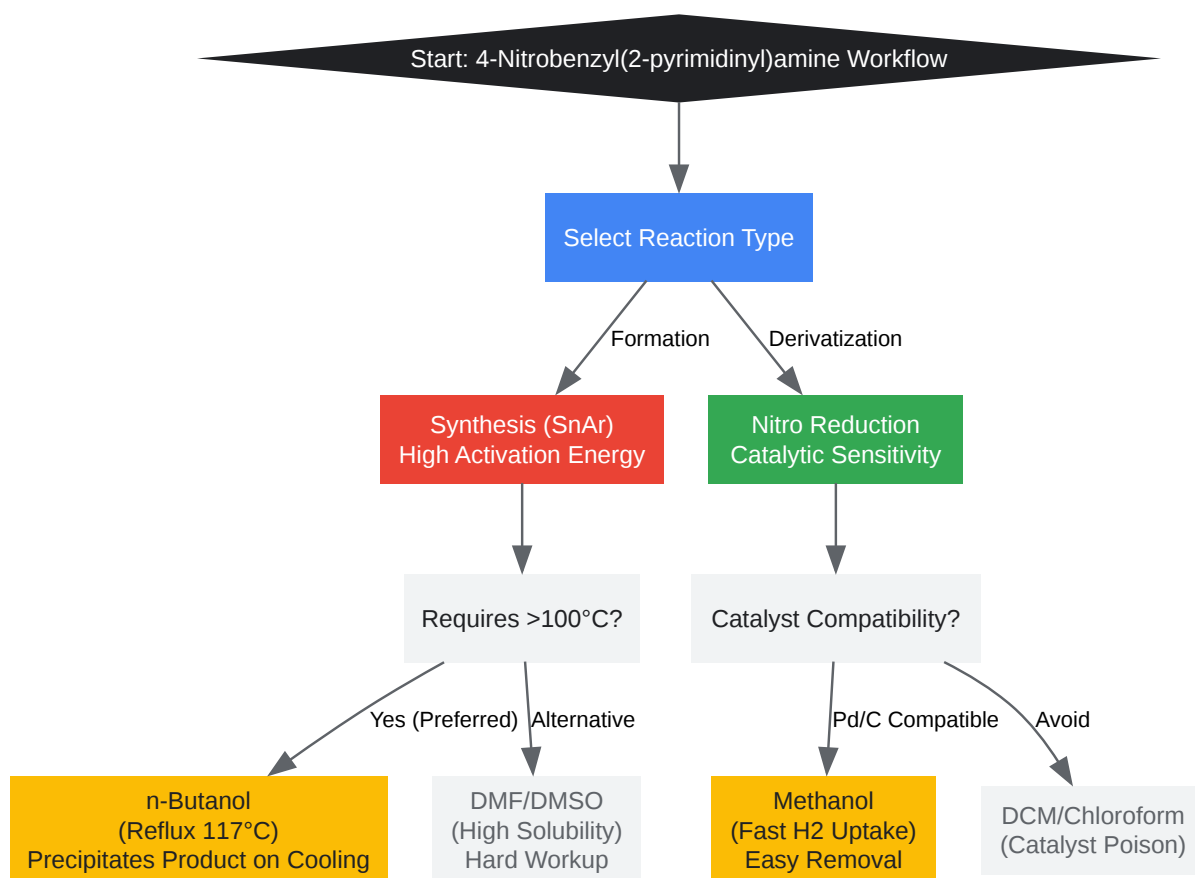 Start: 4-Nitrobenzyl(2-pyrimidinyl)amine Workflow
Select Reaction Type
Formation
Derivatization
Synthesis (SnAr)
High Activation Energy
Nitro Reduction
Catalytic Sensitivity
Requires >100°C?
Catalyst Compatibility?
Yes (Preferred)
Alternative
Pd/C Compatible
Avoid
n-Butanol
(Reflux 117°C)
Precipitates Product on Cooling
DMF/DMSO
(High Solubility)
Hard Workup
Methanol
(Fast H2 Uptake)
Easy Removal
DCM/Chloroform
(Catalyst Poison)